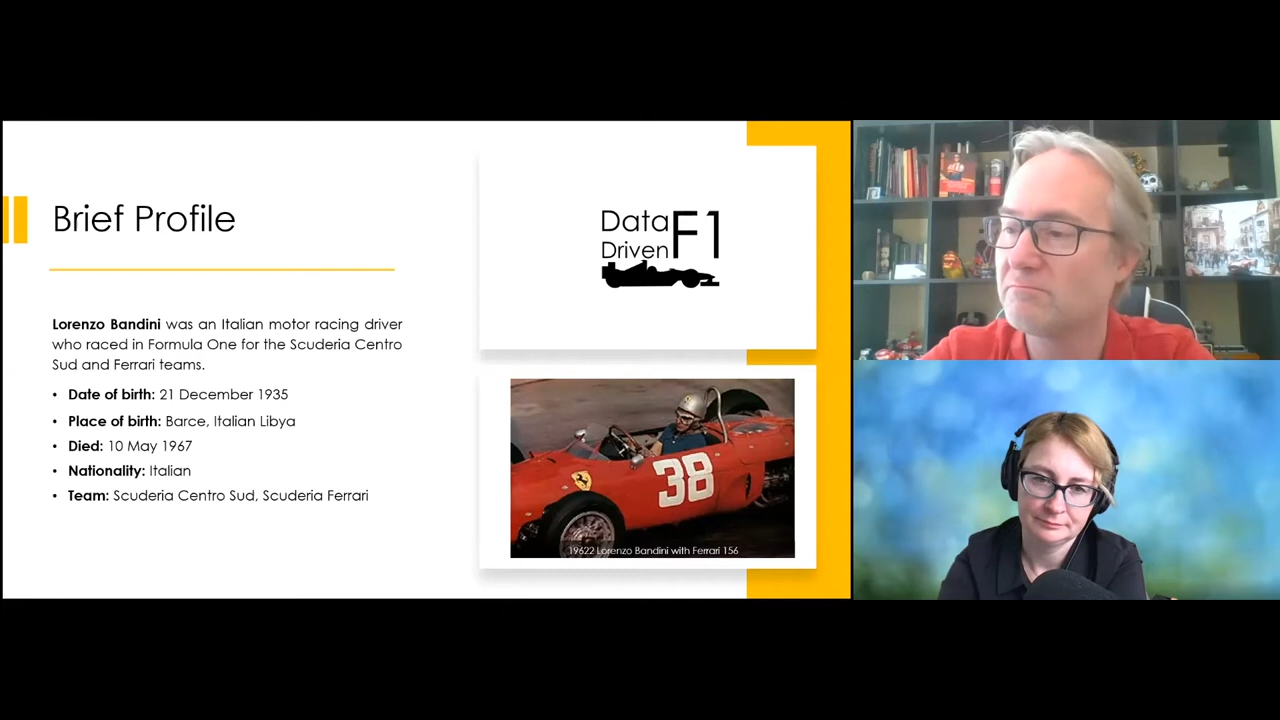 Brief Profile
Lorenzo Bandini was an Italian motor racing driver
who raced in Formula One for the Scuderia Centro
Sud and Ferrari teams.
• Date of birth: 21 December 1935
• Place of birth: Barce, Italian Libya
• Died: 10 May 1967
• Nationality: Italian
• Team: Scuderia Centro Sud, Scuderia Ferrari
Data
Driven
F1
38
19622 Lorenzo Bandini with Ferrari 156